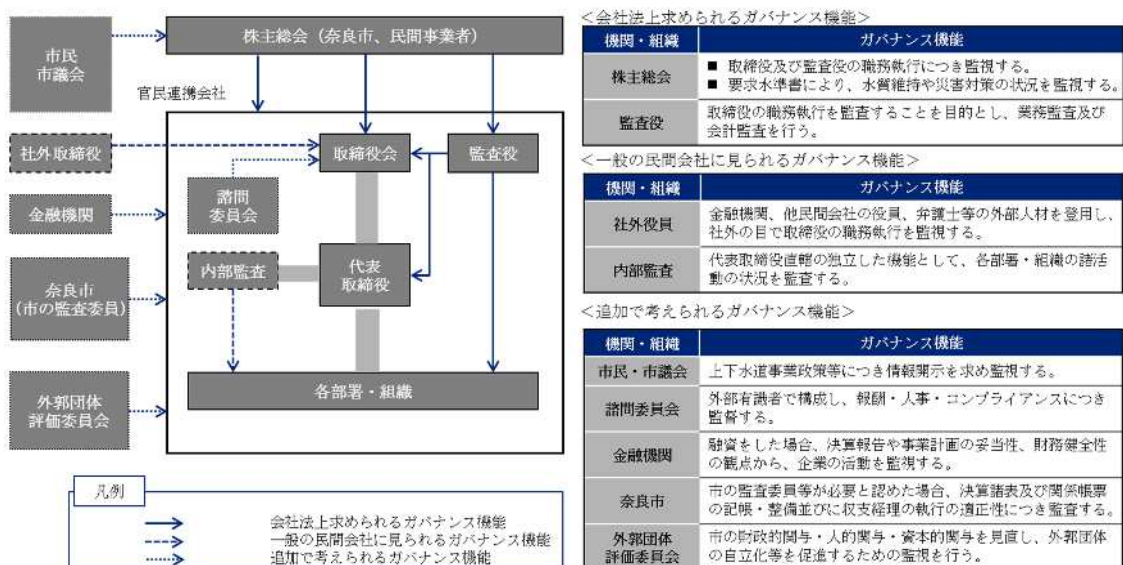 市民
市議会
株主総会（奈良市、民間事業者）
官民連携会社
社外取締役
取締役会
監査役
諮問
委員会
金融機関
内部監査
代表
取締役
奈良市
（市の監査委員）
各部署・組織
外郭団体
評価委員会
凡例
会社法上求められるガバナンス機能
一般の民間会社に見られるガバナンス機能
追加で考えられるガバナンス機能
＜会社法上求められるガバナンス機能＞
機関・組織 ガバナンス機能
株主総会
■ 取締役及び監査役の職務執行につき監視する。
■ 要求水準書により、水質維持や災害対策の状況を監視する。
監査役
取締役の職務執行を監査することを目的とし、業務監査及び
会計監査を行う。
＜一般の民間会社に見られるガバナンス機能＞
機関・組織 ガバナンス機能
社外役員
金融機関、他民間会社の役員、弁護士等の外部人材を登用し、
社外の目で取締役の職務執行を監視する。
内部監査
代表取締役直轄の独立した機能として、各部署・組織の諸活
動の状況を監査する。
＜追加で考えられるガバナンス機能＞
機関・組織 ガバナンス機能
市民・市議会 上下水道事業政策等につき情報開示を求め監視する。
諮問委員会
外部有識者で構成し、報酬・人事・コンプライアンスにつき
監督する。
金融機関
融資をした場合、決算報告や事業計画の妥当性、財務健全性
の観点から、企業の活動を監視する。
奈良市
市の監査委員等が必要と認めた場合、決算諸表及び関係帳票
の記帳・整備並びに収支経理の執行の適正性につき監査する。
外郭団体
評価委員会
市の財政的関与・人的関与・資本的関与を見直し、外郭団体
の自立化等を促進するための監視を行う。